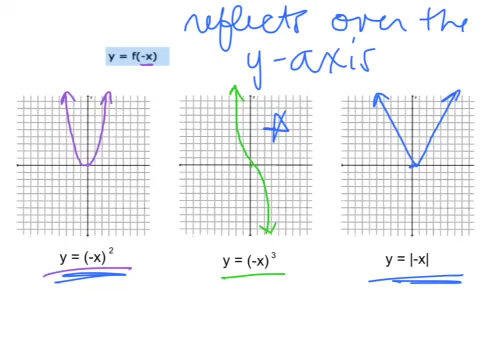 reflects over the
y-axis
y = f(-x)
y = (-x)²
y = (-x)³
y = |-x|